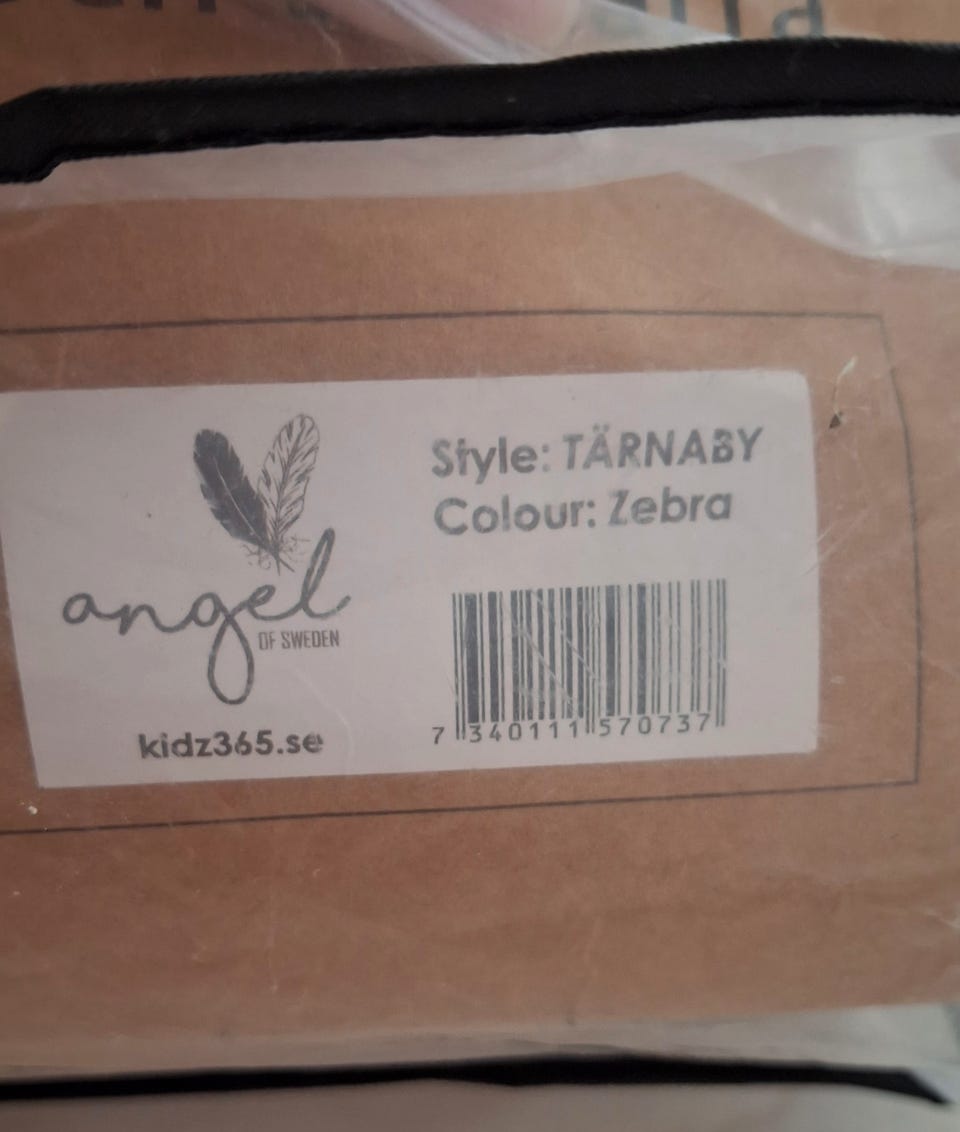 angel
OF SWEDEN
kidz365.se
Style: TÄRNABY
Colour: Zebra
7 340111 570737